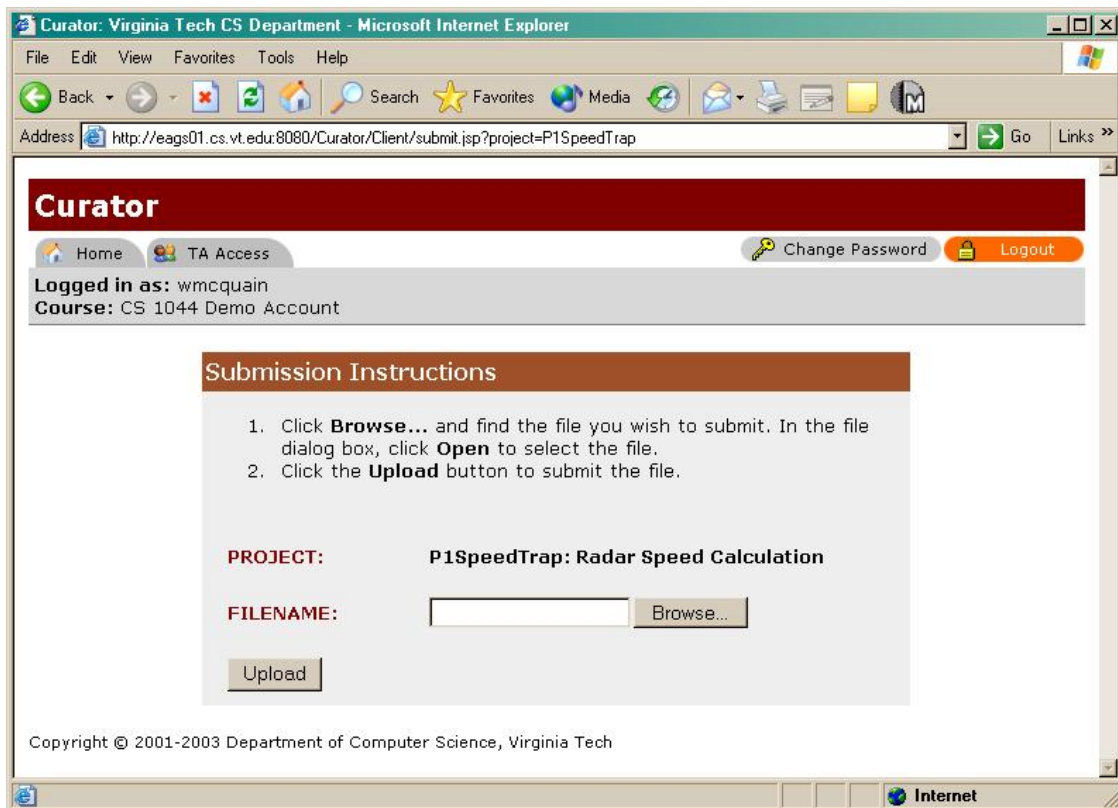 Curator: Virginia Tech CS Department - Microsoft Internet Explorer
File Edit View Favorites Tools Help
Back Search Favorites Media
Address http://eags01.cs.vt.edu:8080/Curator/Client/submit.jsp?project=P1SpeedTrap Go Links »
Curator
Home TA Access Change Password Logout
Logged in as: wmcquain
Course: CS 1044 Demo Account
Submission Instructions
1. Click Browse... and find the file you wish to submit. In the file
dialog box, click Open to select the file.
2. Click the Upload button to submit the file.
PROJECT: P1SpeedTrap: Radar Speed Calculation
FILENAME: Browse...
Upload
Copyright © 2001-2003 Department of Computer Science, Virginia Tech
Internet